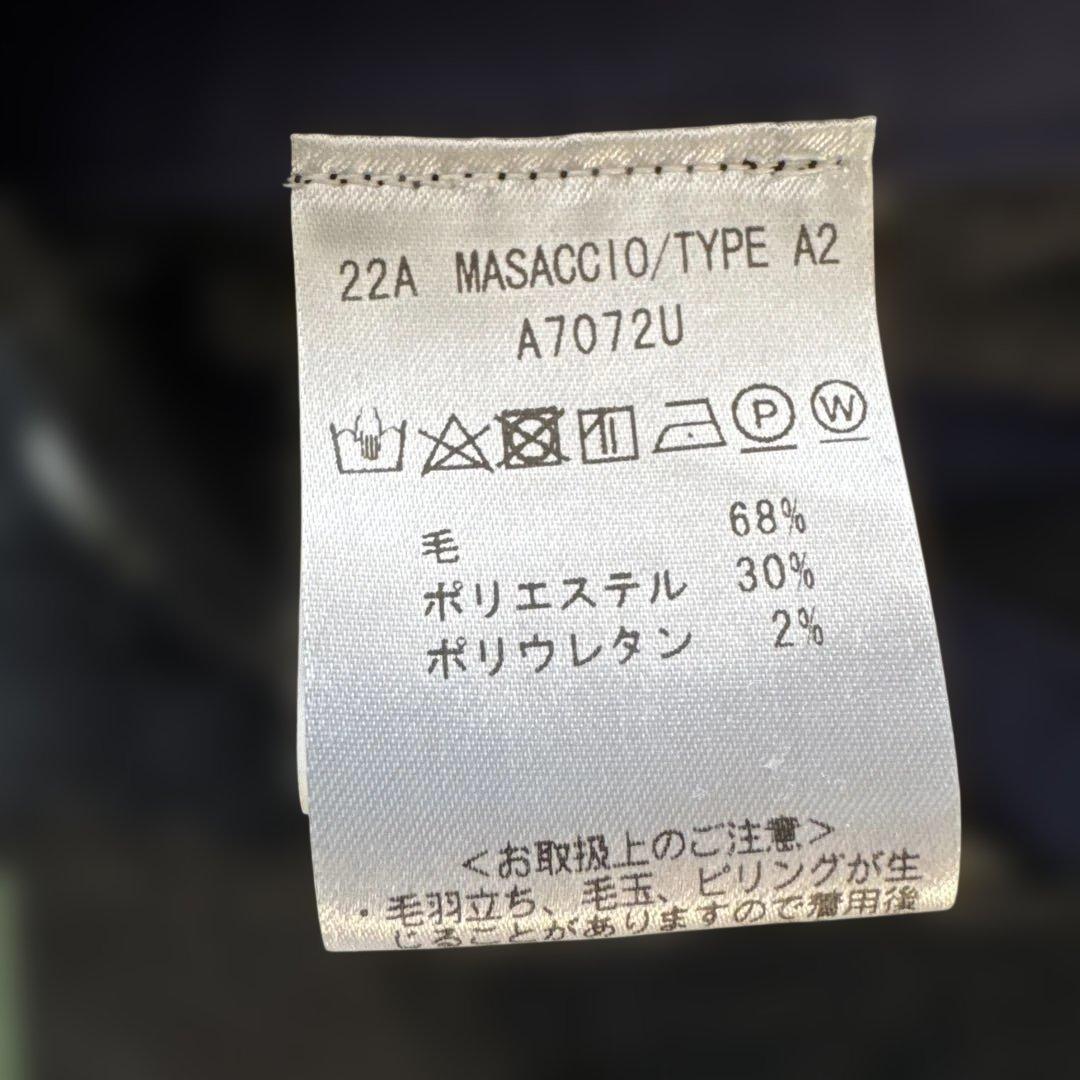 22A MASACCIO/TYPE A2
A7072U
P W
毛 68%
ポリエステル 30%
ポリウレタン 2%
<お取扱上のご注意>
・毛羽立ち、毛玉、ピリングが生
じることがありますので着用後